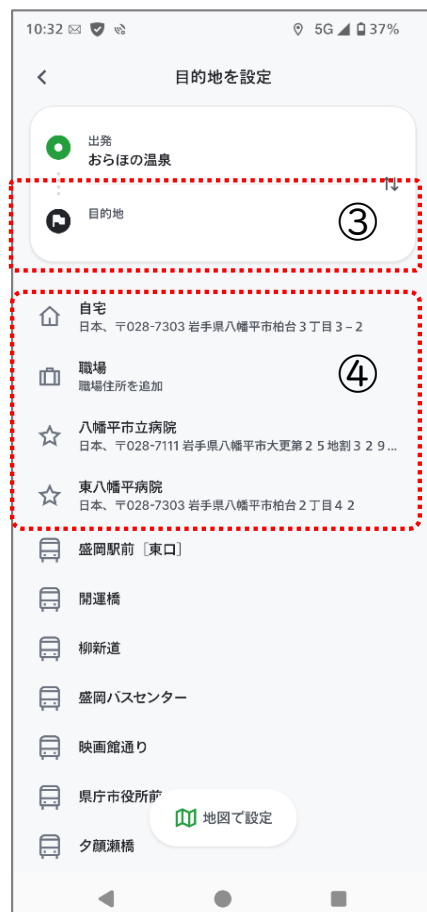 10:32 5G 37%
目的地を設定
出発
おらほの温泉
目的地
③
自宅
日本、〒028-7303 岩手県八幡平市柏台３丁目３−２
職場
職場住所を追加
④
八幡平市立病院
日本、〒028-7111 岩手県八幡平市大更第２５地割３２９...
東八幡平病院
日本、〒028-7303 岩手県八幡平市柏台２丁目４２
盛岡駅前［東口］
開運橋
柳新道
盛岡バスセンター
映画館通り
県庁市役所前
地図で設定
夕顔瀬橋